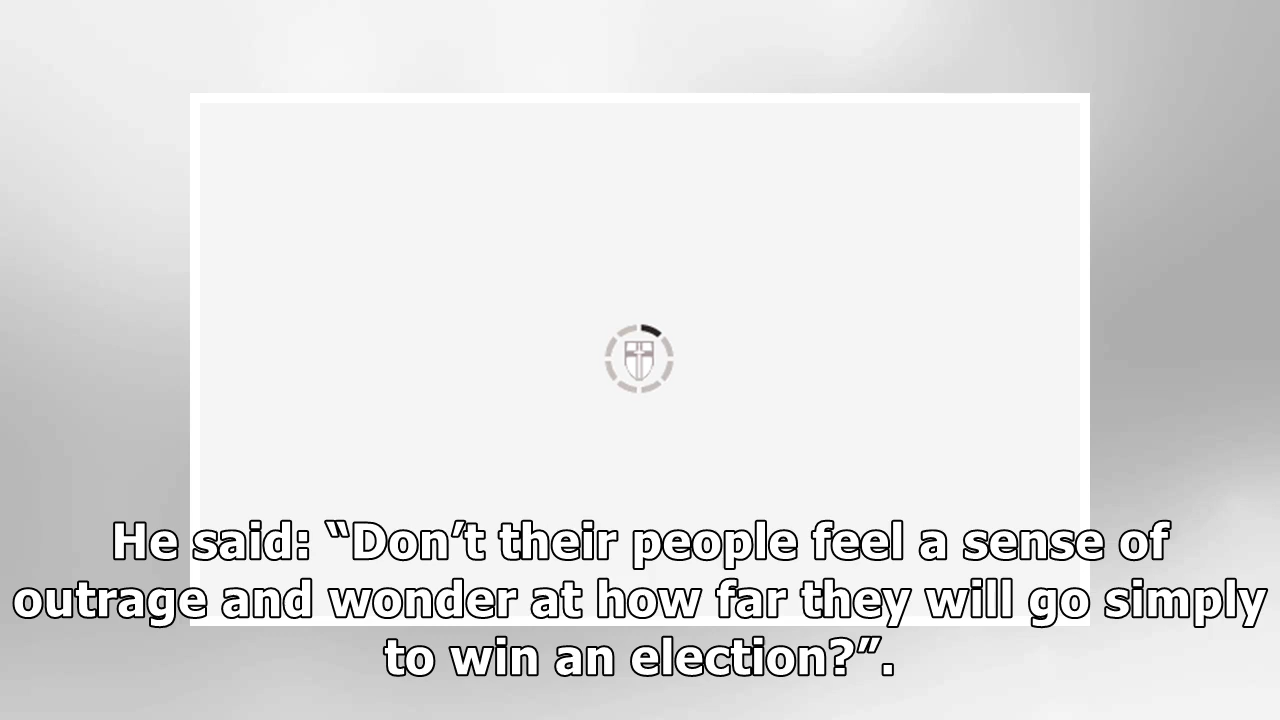 He said: “Don’t their people feel a sense of
outrage and wonder at how far they will go simply
to win an election?”.